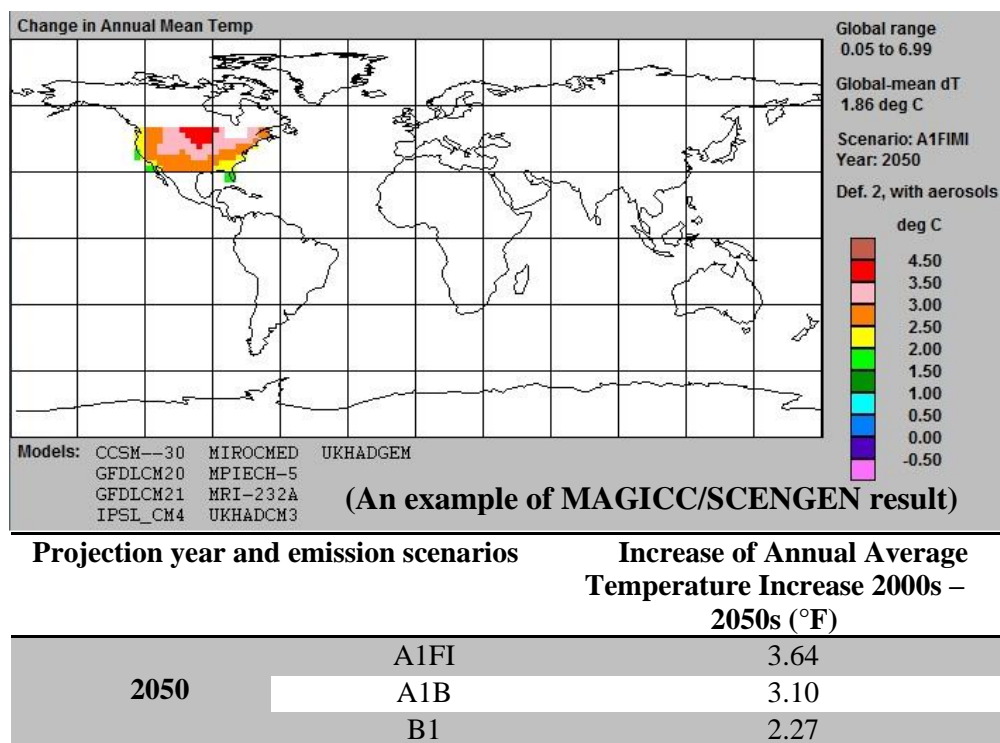 Change in Annual Mean Temp
Global range
0.05 to 6.99
Global-mean dT
1.86 deg C
Scenario: A1FIMI
Year: 2050
Def. 2, with aerosols
deg C
4.50
3.50
3.00
2.50
2.00
1.50
1.00
0.50
0.00
-0.50
Models: CCSM--30 MIROCMED UKHADGEM
GFDLCM20 MPIECH-5
GFDLCM21 MRI-232A
IPSL_CM4 UKHADCM3
(An example of MAGICC/SCENGEN result)
Projection year and emission scenarios
Increase of Annual Average
Temperature Increase 2000s –
2050s (°F)
2050
A1FI 3.64
A1B 3.10
B1 2.27